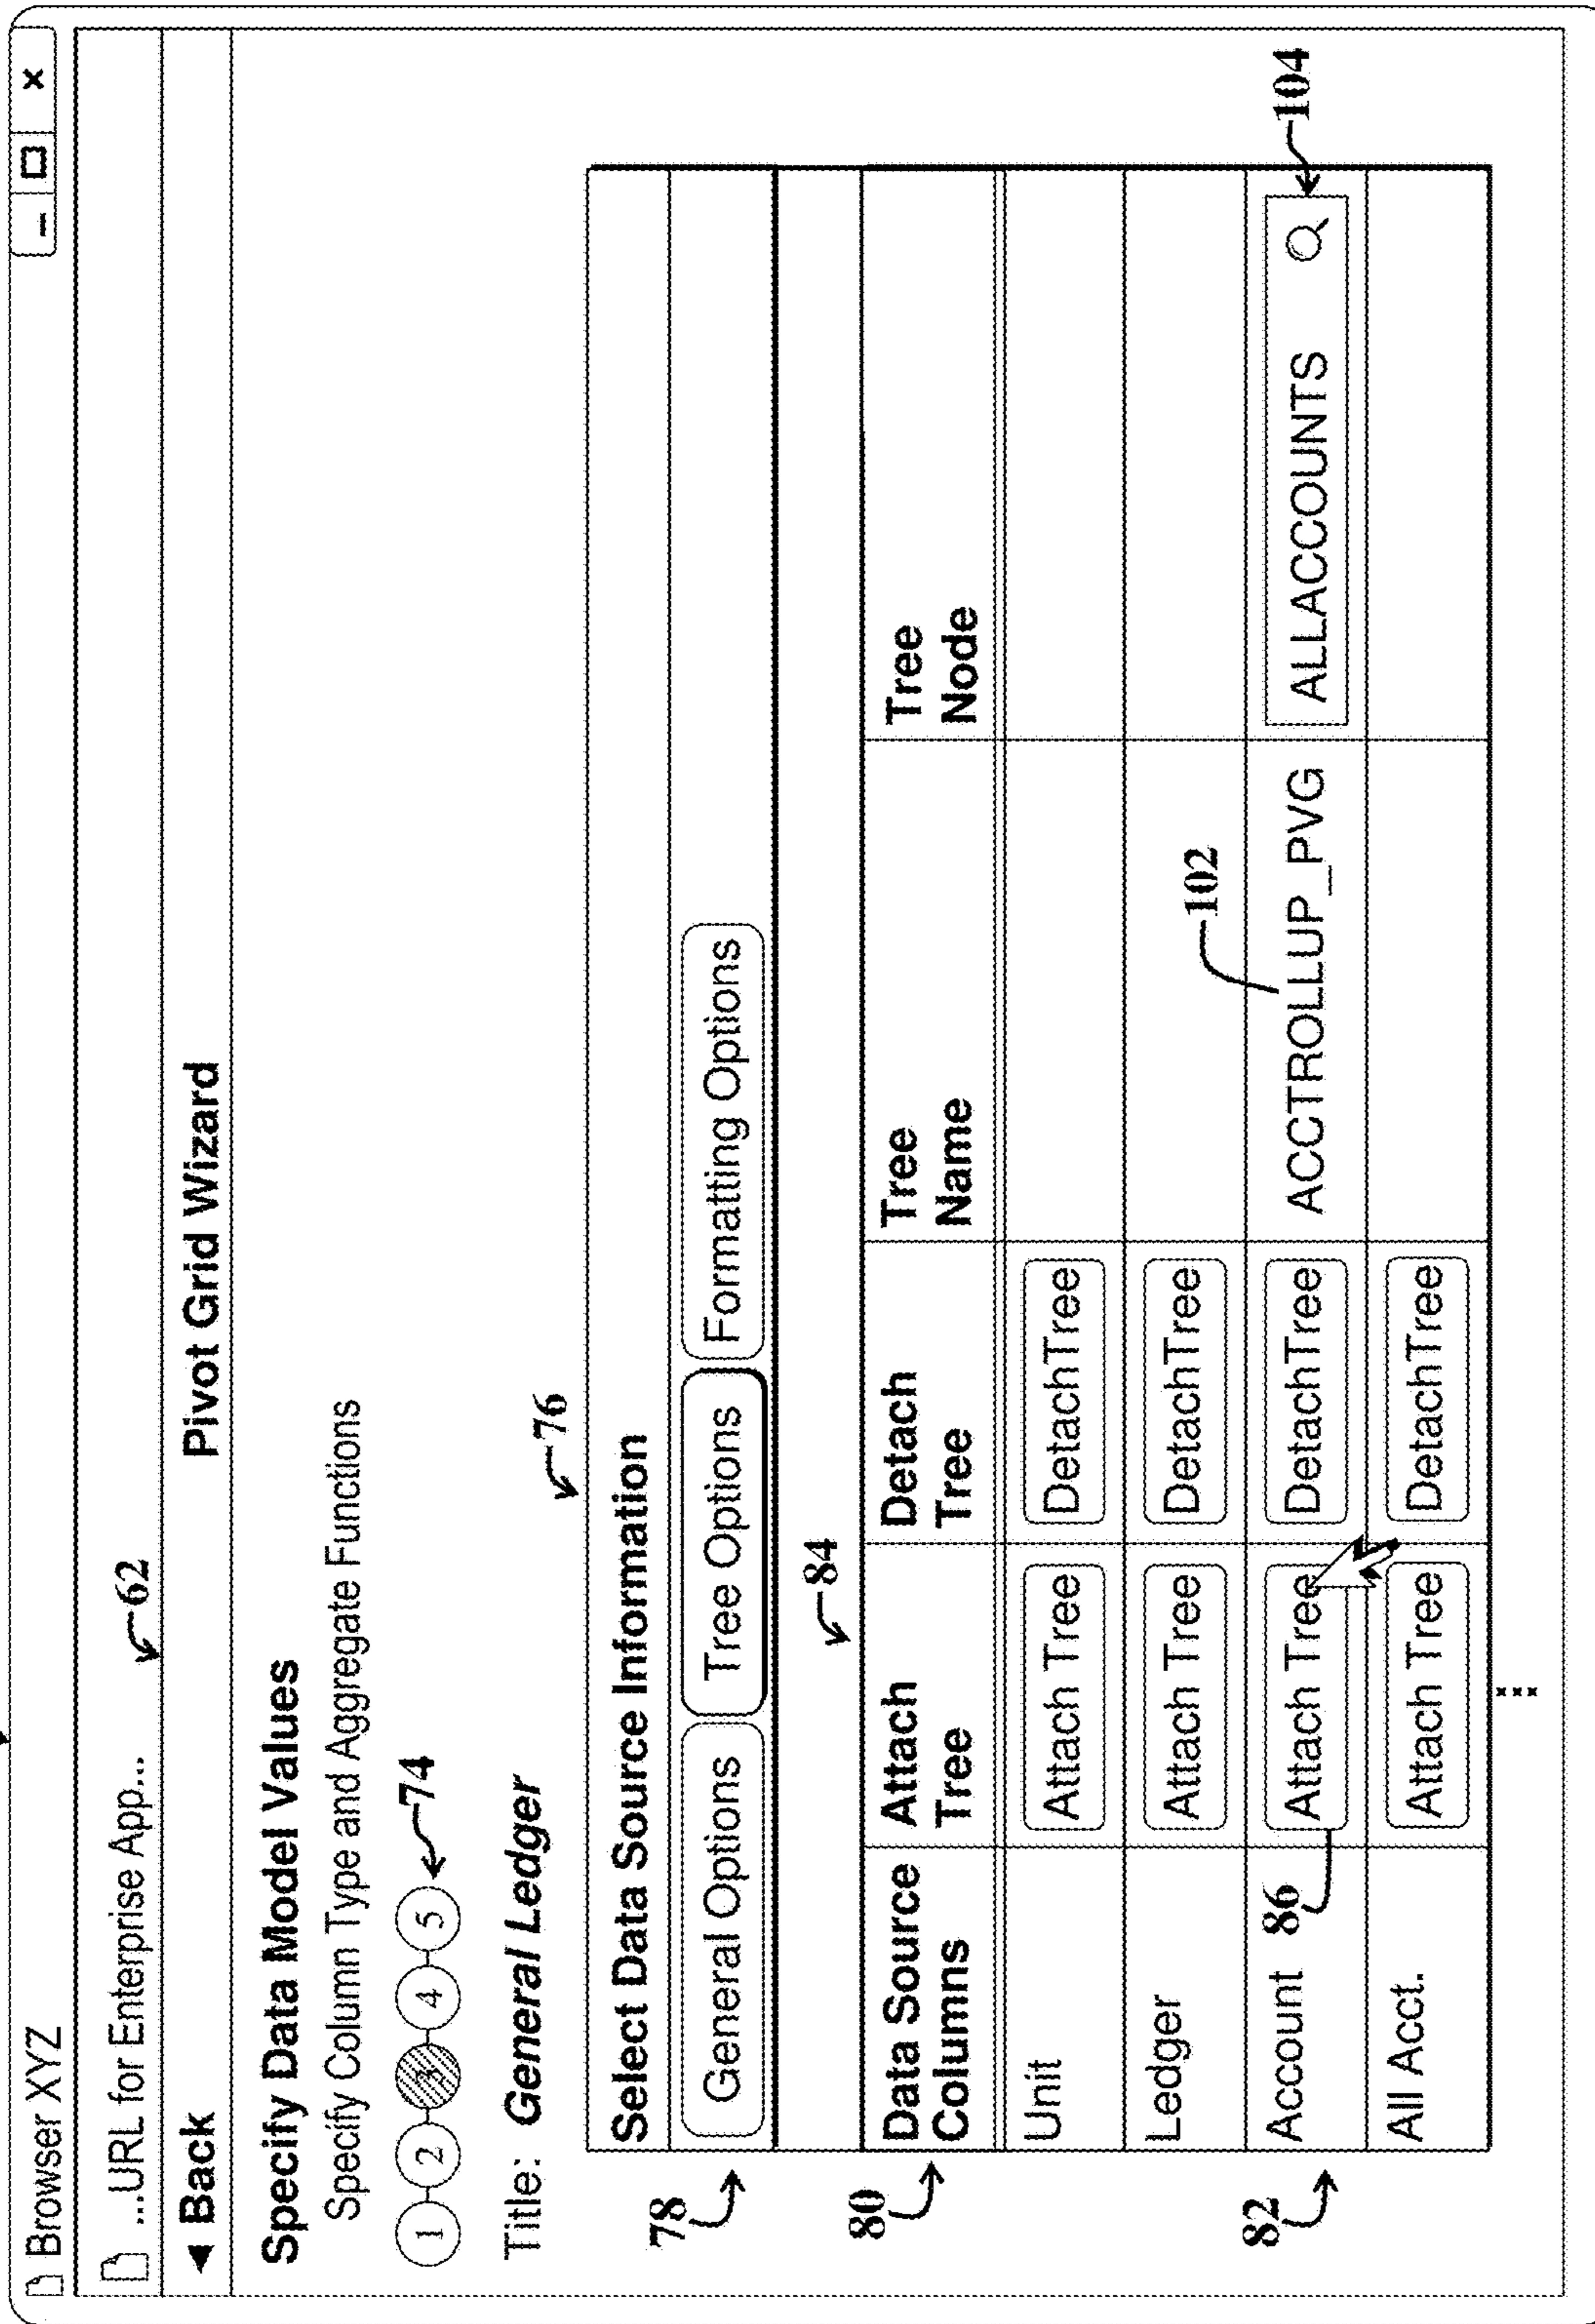 Browser XYZ
– □ x
...URL for Enterprise App... 62
◄ Back Pivot Grid Wizard
Specify Data Model Values
Specify Column Type and Aggregate Functions
1 2 3 4 5 74
Title: General Ledger
76
Select Data Source Information
78 General Options Tree Options Formatting Options
84
80 Data Source Columns Attach Tree Detach Tree Tree Name Tree Node
Unit Attach Tree DetachTree
Ledger Attach Tree DetachTree
102
82 Account 86 Attach Tree DetachTree ACCTROLLUP_PVG ALLACCOUNTS 104
All Acct. Attach Tree DetachTree